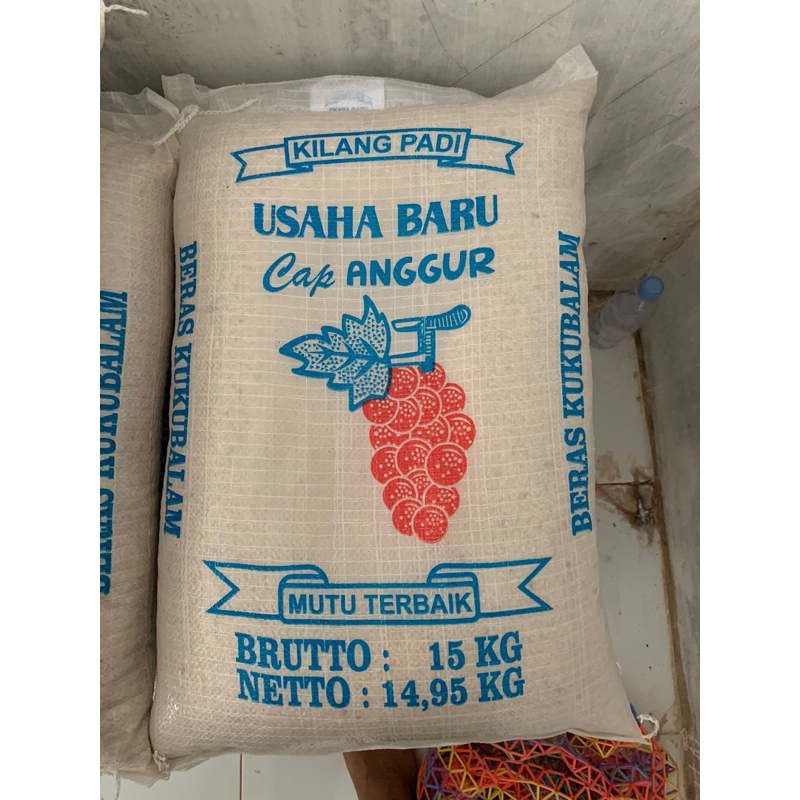 KILANG PADI
USAHA BARU
Cap ANGGUR
BERAS KUKUBALAM
BERAS KUKUBALAM
MUTU TERBAIK
BRUTTO : 15 KG
NETTO : 14,95 KG